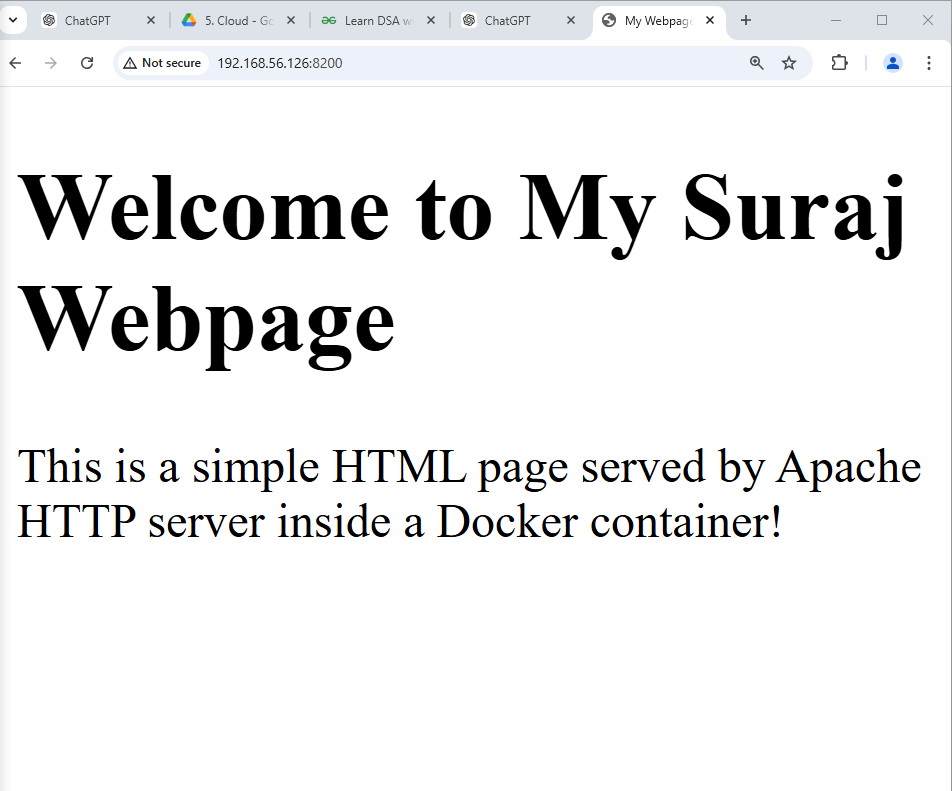 ChatGPT 5. Cloud - Go Learn DSA w ChatGPT My Webpage
Not secure 192.168.56.126:8200
Welcome to My Suraj
Webpage
This is a simple HTML page served by Apache
HTTP server inside a Docker container!